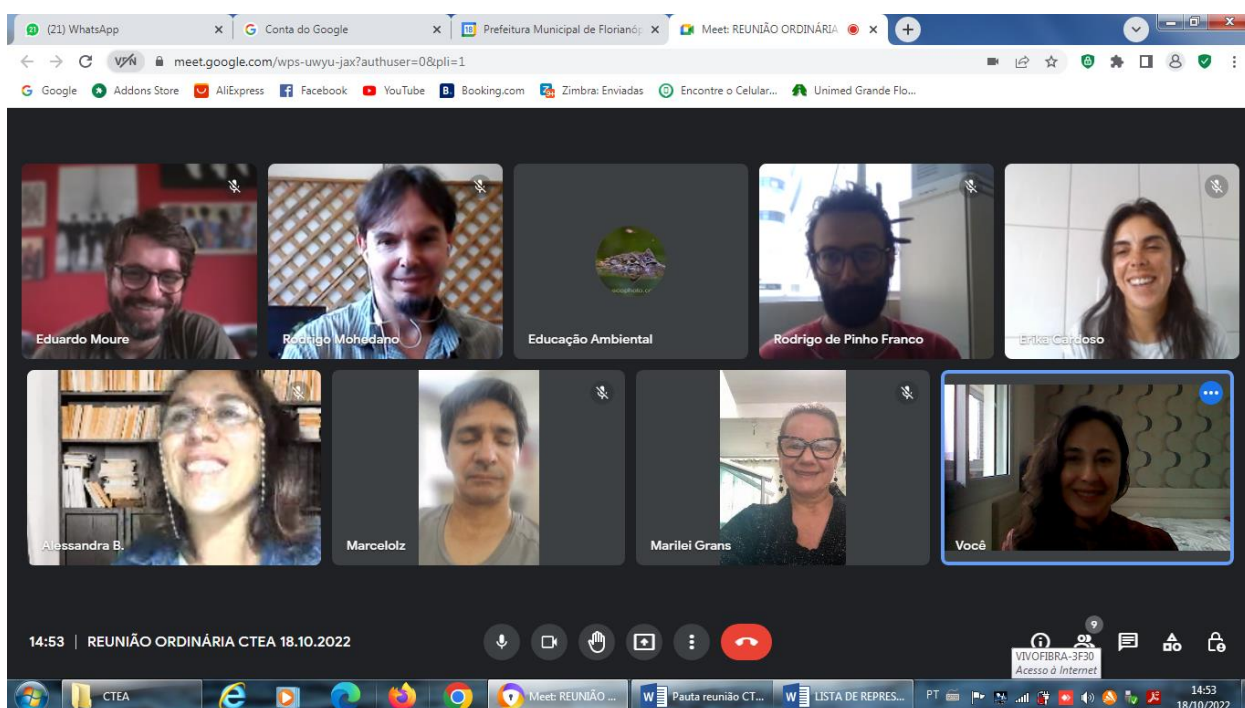 (21) WhatsApp
Conta do Google
Prefeitura Municipal de Florianóp
Meet: REUNIÃO ORDINÁRIA
VPN
meet.google.com/wps-uwyu-jax?authuser=0&pli=1
Google
Addons Store
AliExpress
Facebook
YouTube
Booking.com
Zimbra: Enviadas
Encontre o Celular...
Unimed Grande Flo...
Eduardo Moure
Rodrigo Mohedano
Educação Ambiental
Rodrigo de Pinho Franco
Erika Cardoso
Alessandra B.
Marcelolz
Marilei Grans
Você
14:53 | REUNIÃO ORDINÁRIA CTEA 18.10.2022
9
VIVOFIBRA-3F30
Acesso à Internet
CTEA
Meet: REUNIÃO ...
Pauta reunião CT...
LISTA DE REPRES...
PT
14:53
18/10/2022